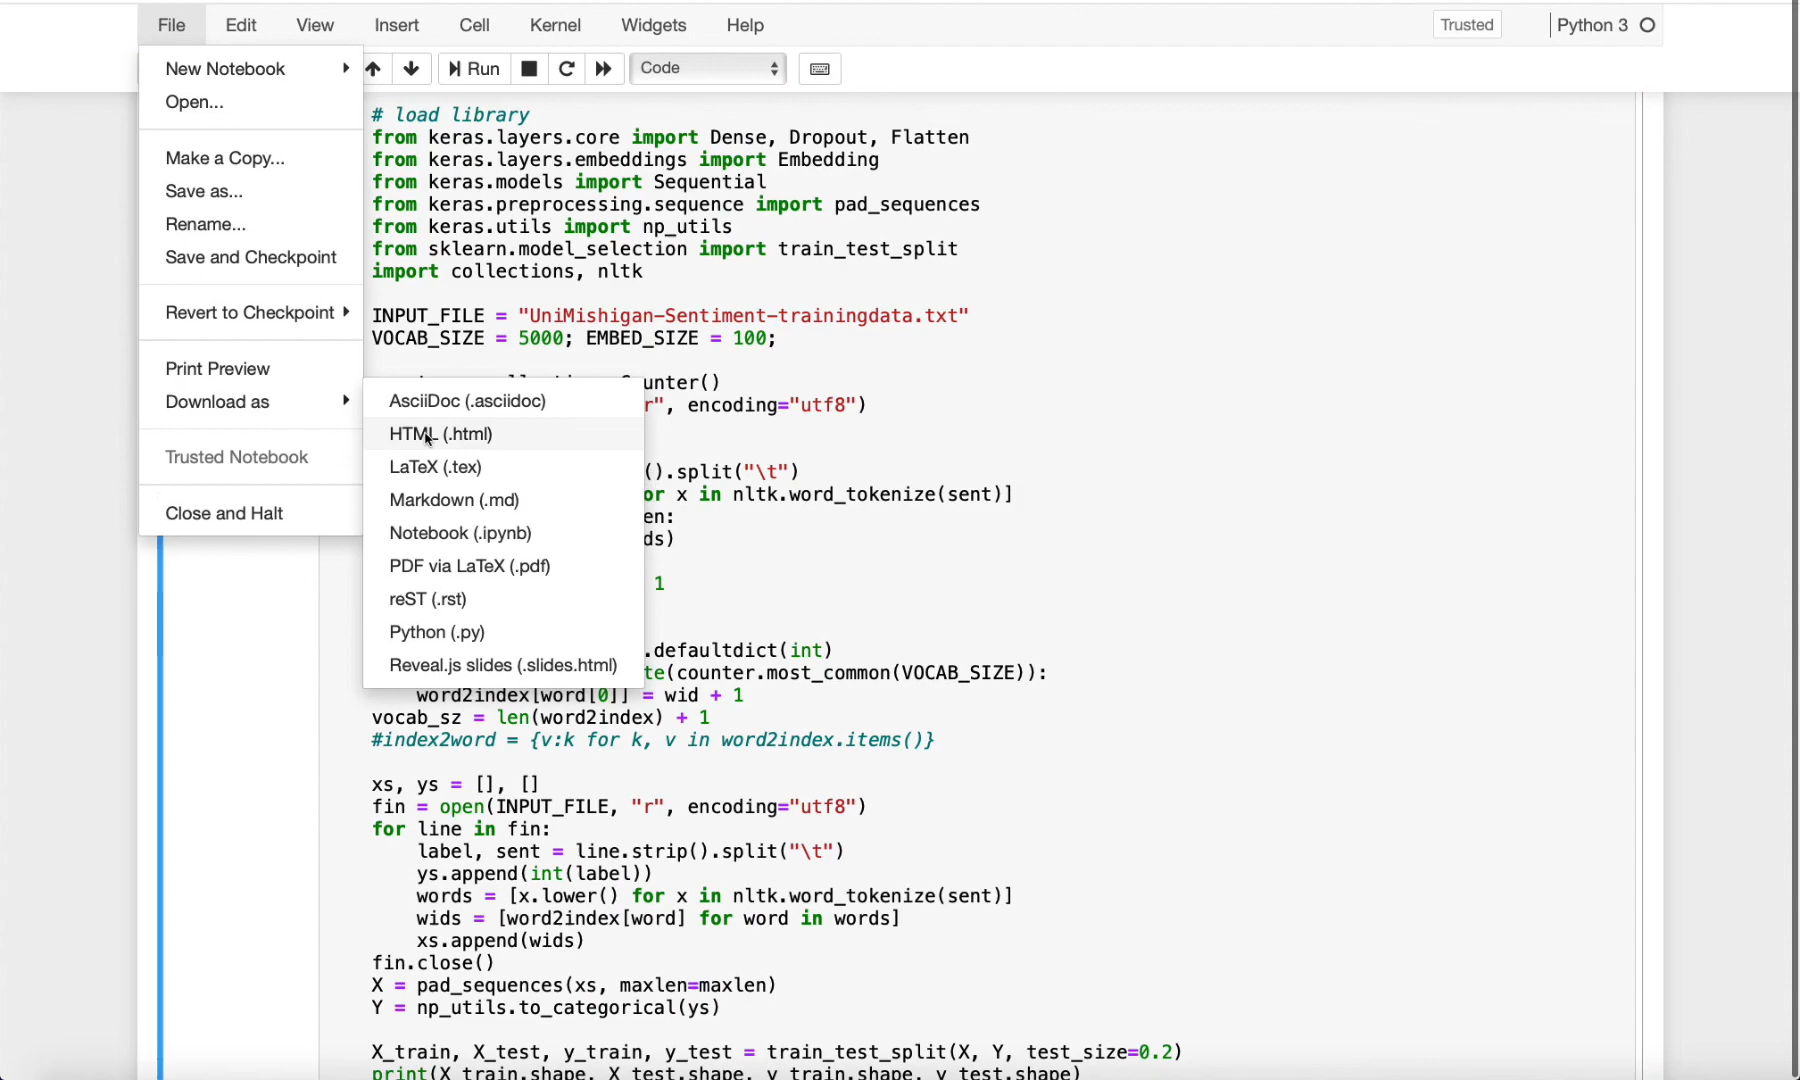 File Edit View Insert Cell Kernel Widgets Help Trusted Python 3
New Notebook
Open...
Make a Copy...
Save as...
Rename...
Save and Checkpoint
Revert to Checkpoint
Print Preview
Download as
Trusted Notebook
Close and Halt
Run Code
AsciiDoc (.asciidoc)
HTML (.html)
LaTeX (.tex)
Markdown (.md)
Notebook (.ipynb)
PDF via LaTeX (.pdf)
reST (.rst)
Python (.py)
Reveal.js slides (.slides.html)
# load library
from keras.layers.core import Dense, Dropout, Flatten
from keras.layers.embeddings import Embedding
from keras.models import Sequential
from keras.preprocessing.sequence import pad_sequences
from keras.utils import np_utils
from sklearn.model_selection import train_test_split
import collections, nltk
INPUT_FILE = "UniMishigan-Sentiment-trainingdata.txt"
VOCAB_SIZE = 5000; EMBED_SIZE = 100;
unter()
r", encoding="utf8")
().split("\t")
or x in nltk.word_tokenize(sent)]
en:
ds)
1
.defaultdict(int)
te(counter.most_common(VOCAB_SIZE)):
word2index[word[0]] = wid + 1
vocab_sz = len(word2index) + 1
#index2word = {v:k for k, v in word2index.items()}
xs, ys = [], []
fin = open(INPUT_FILE, "r", encoding="utf8")
for line in fin:
label, sent = line.strip().split("\t")
ys.append(int(label))
words = [x.lower() for x in nltk.word_tokenize(sent)]
wids = [word2index[word] for word in words]
xs.append(wids)
fin.close()
X = pad_sequences(xs, maxlen=maxlen)
Y = np_utils.to_categorical(ys)
X_train, X_test, y_train, y_test = train_test_split(X, Y, test_size=0.2)
print(X_train.shape, X_test.shape, y_train.shape, y_test.shape)